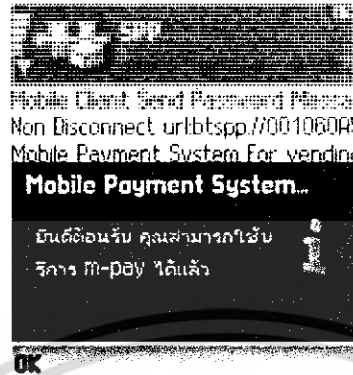 SPP
Mobile Client Send Password Messa
Non Disconnect url:btspp://001060A
Mobile Payment System For vending
Mobile Payment System...
ยินดีต้อนรับ คุณสามารถใช้บ
ริการ m-pay ได้แล้ว
OK